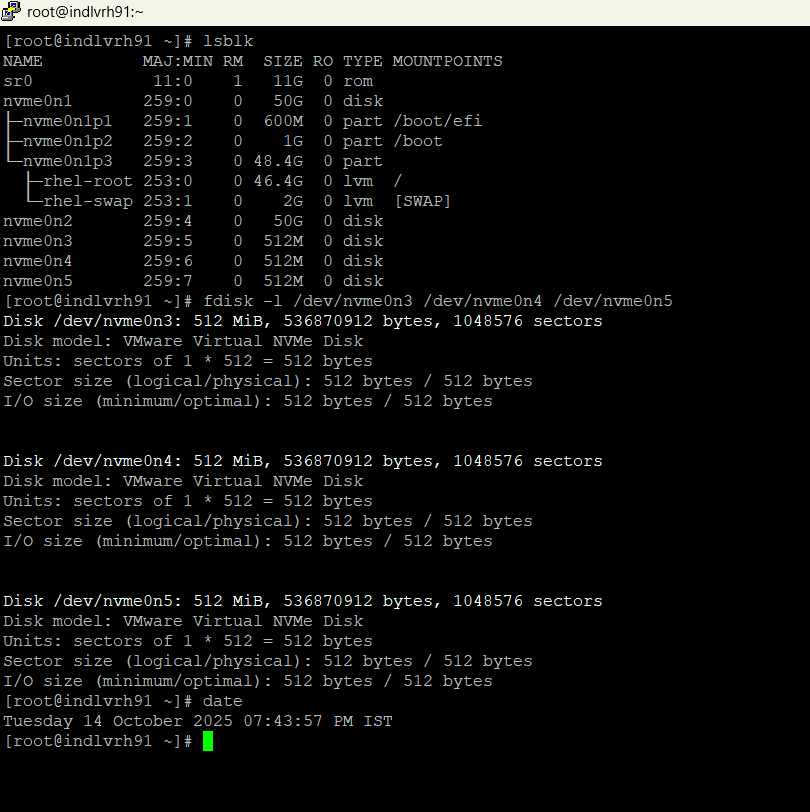 root@indlvrh91:~
[root@indlvrh91 ~]# lsblk
NAME          MAJ:MIN RM  SIZE RO TYPE MOUNTPOINTS
sr0            11:0    1   11G  0 rom
nvme0n1       259:0    0   50G  0 disk
├─nvme0n1p1   259:1    0  600M  0 part /boot/efi
├─nvme0n1p2   259:2    0    1G  0 part /boot
└─nvme0n1p3   259:3    0 48.4G  0 part
  ├─rhel-root 253:0    0 46.4G  0 lvm  /
  └─rhel-swap 253:1    0    2G  0 lvm  [SWAP]
nvme0n2       259:4    0   50G  0 disk
nvme0n3       259:5    0  512M  0 disk
nvme0n4       259:6    0  512M  0 disk
nvme0n5       259:7    0  512M  0 disk
[root@indlvrh91 ~]# fdisk -l /dev/nvme0n3 /dev/nvme0n4 /dev/nvme0n5
Disk /dev/nvme0n3: 512 MiB, 536870912 bytes, 1048576 sectors
Disk model: VMware Virtual NVMe Disk
Units: sectors of 1 * 512 = 512 bytes
Sector size (logical/physical): 512 bytes / 512 bytes
I/O size (minimum/optimal): 512 bytes / 512 bytes
Disk /dev/nvme0n4: 512 MiB, 536870912 bytes, 1048576 sectors
Disk model: VMware Virtual NVMe Disk
Units: sectors of 1 * 512 = 512 bytes
Sector size (logical/physical): 512 bytes / 512 bytes
I/O size (minimum/optimal): 512 bytes / 512 bytes
Disk /dev/nvme0n5: 512 MiB, 536870912 bytes, 1048576 sectors
Disk model: VMware Virtual NVMe Disk
Units: sectors of 1 * 512 = 512 bytes
Sector size (logical/physical): 512 bytes / 512 bytes
I/O size (minimum/optimal): 512 bytes / 512 bytes
[root@indlvrh91 ~]# date
Tuesday 14 October 2025 07:43:57 PM IST
[root@indlvrh91 ~]#